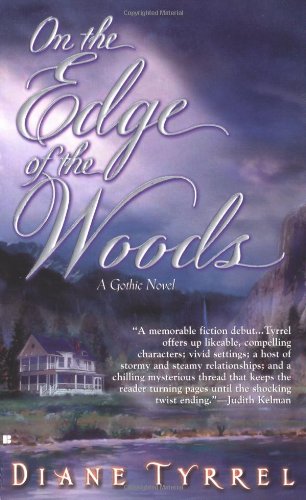 On the
Edge
of the
Woods
A Gothic Novel
"A memorable fiction debut...Tyrrel
offers up likeable, compelling
characters; vivid settings; a host of
stormy and steamy relationships; and a
chilling mysterious thread that keeps the
reader turning pages until the shocking
twist ending."—Judith Kelman
B
DIANE TYRREL
Copyrighted Material